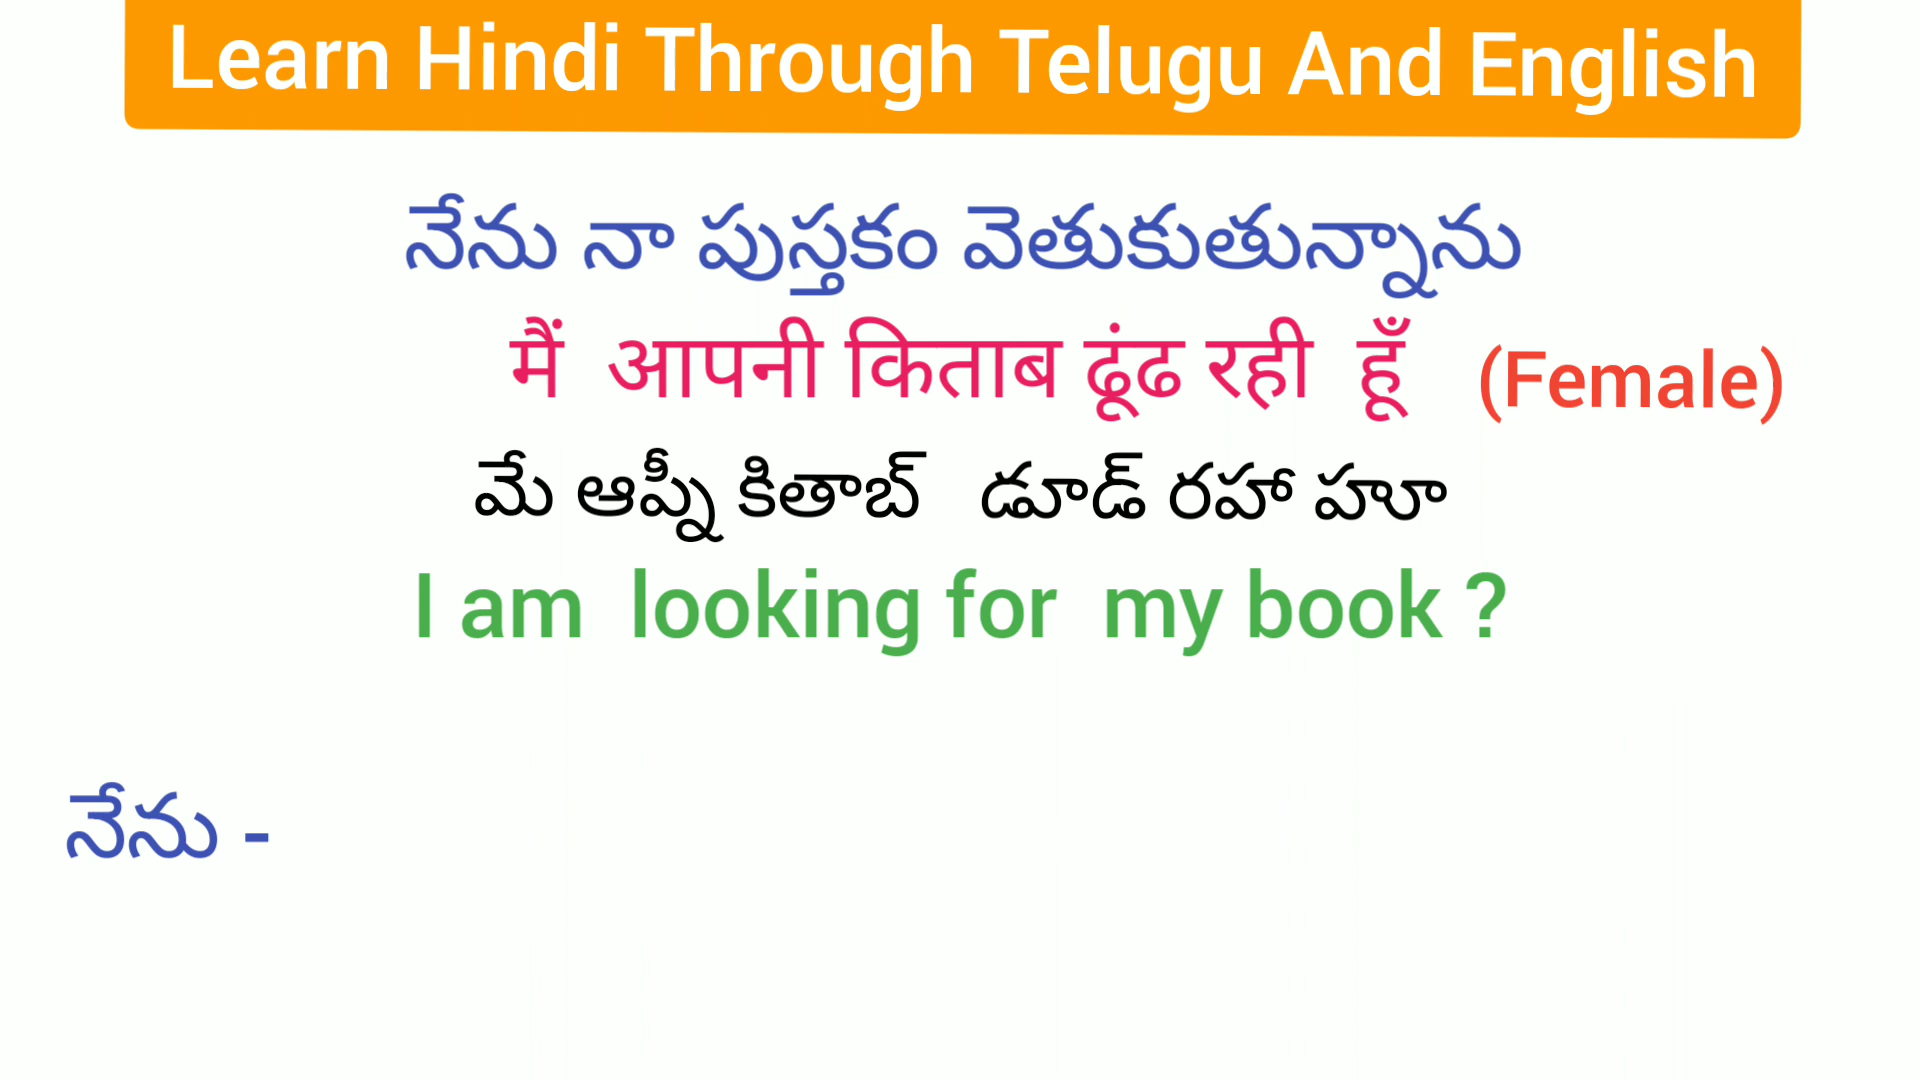 Learn Hindi Through Telugu And English
నేను నా పుస్తకం వెతుకుతున్నాను
मैं आपनी किताब ढूंढ रही हूँ (Female)
మే ఆప్నీ కితాబ్ డూడ్ రహా హూ
I am looking for my book ?
నేను -